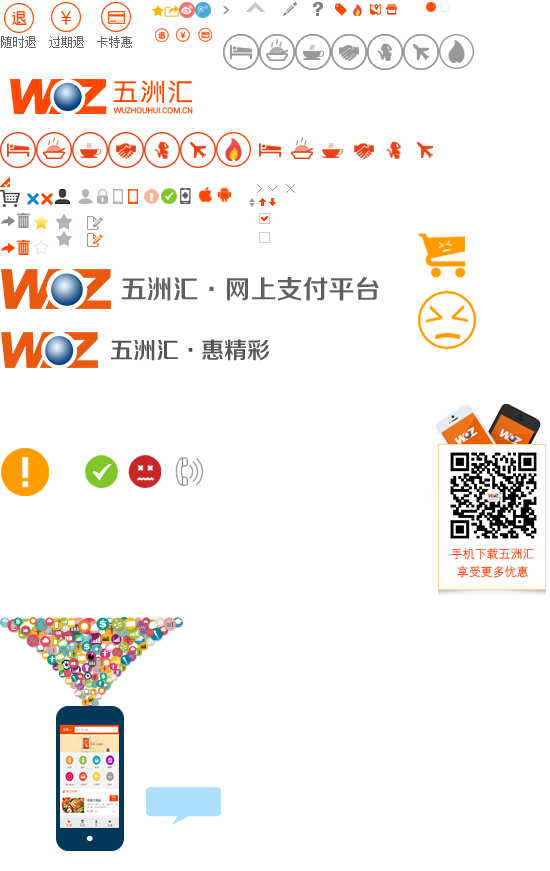 退 ¥
随时退 过期退 卡特惠
退 ¥
?
WOZ 五洲汇
WUZHOUHUI.COM.CN
WOZ 五洲汇·网上支付平台
WOZ 五洲汇·惠精彩
!
WOZ WOZ
手机下载五洲汇
享受更多优惠